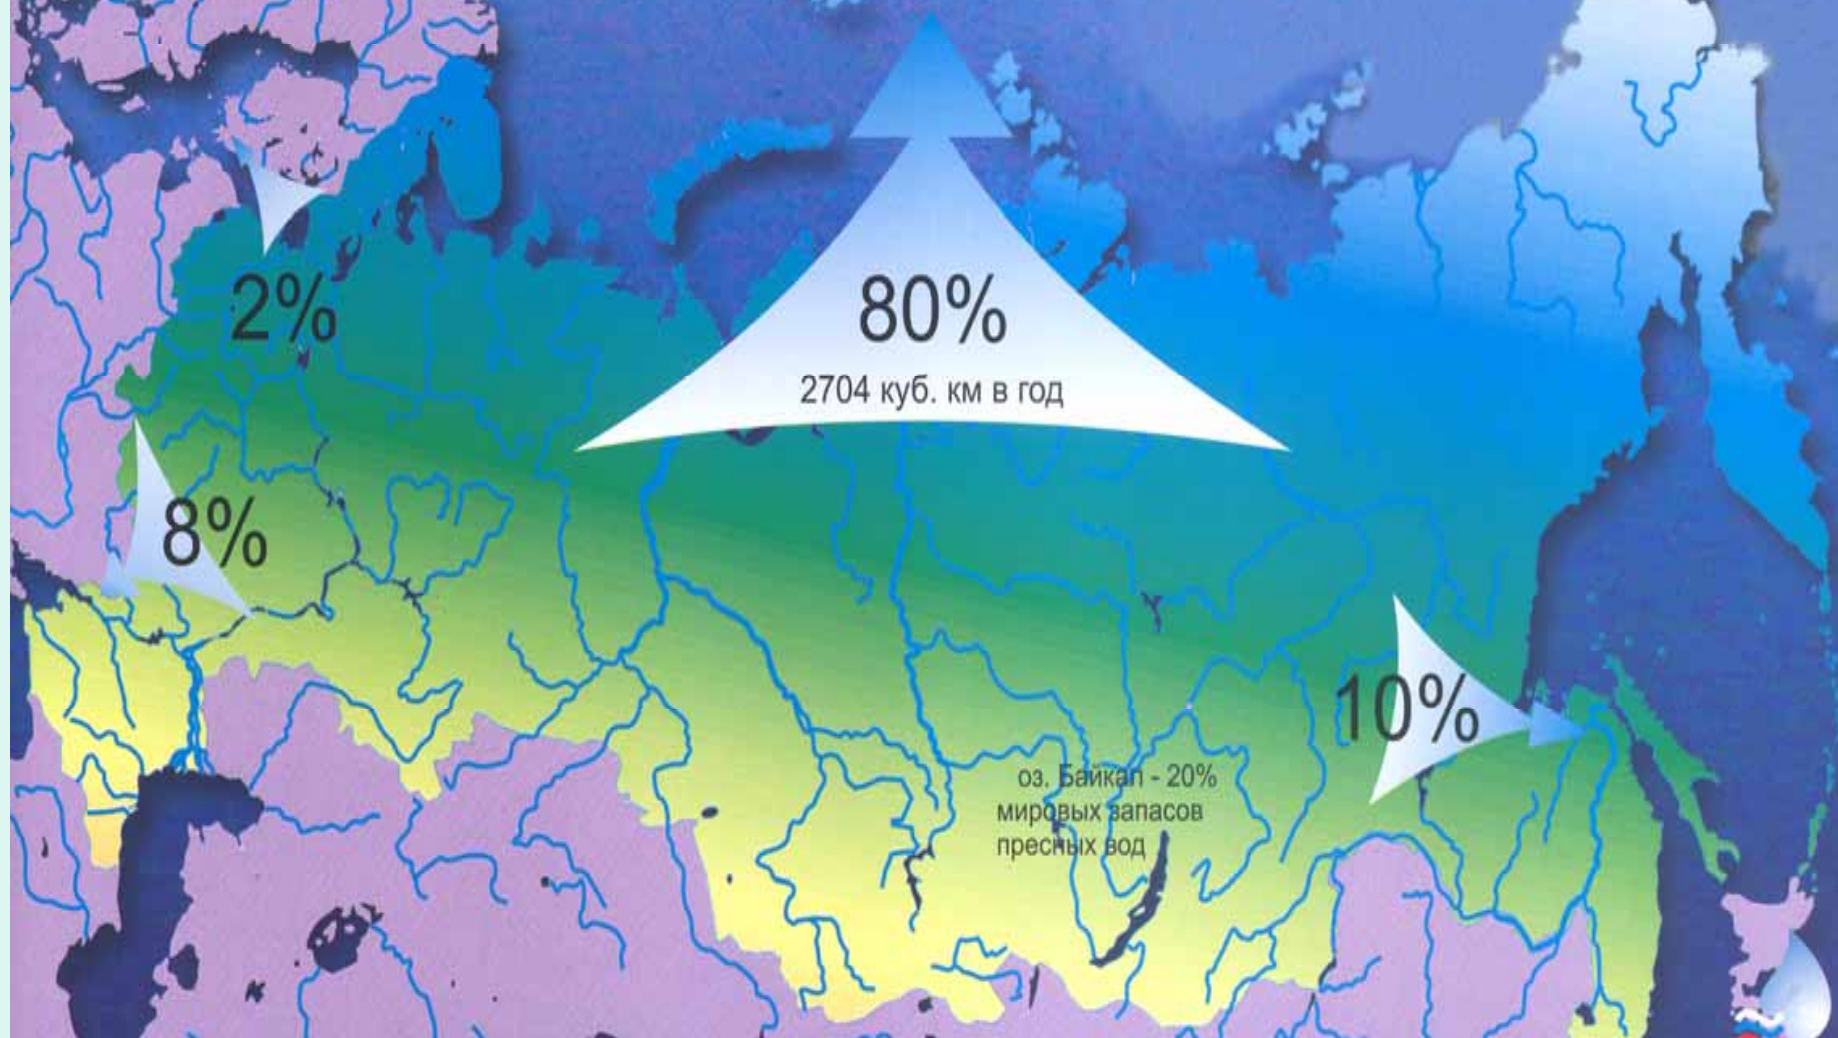 80%
2704 куб. км в год
2%
8%
10%
оз. Байкал - 20%
мировых запасов
пресных вод